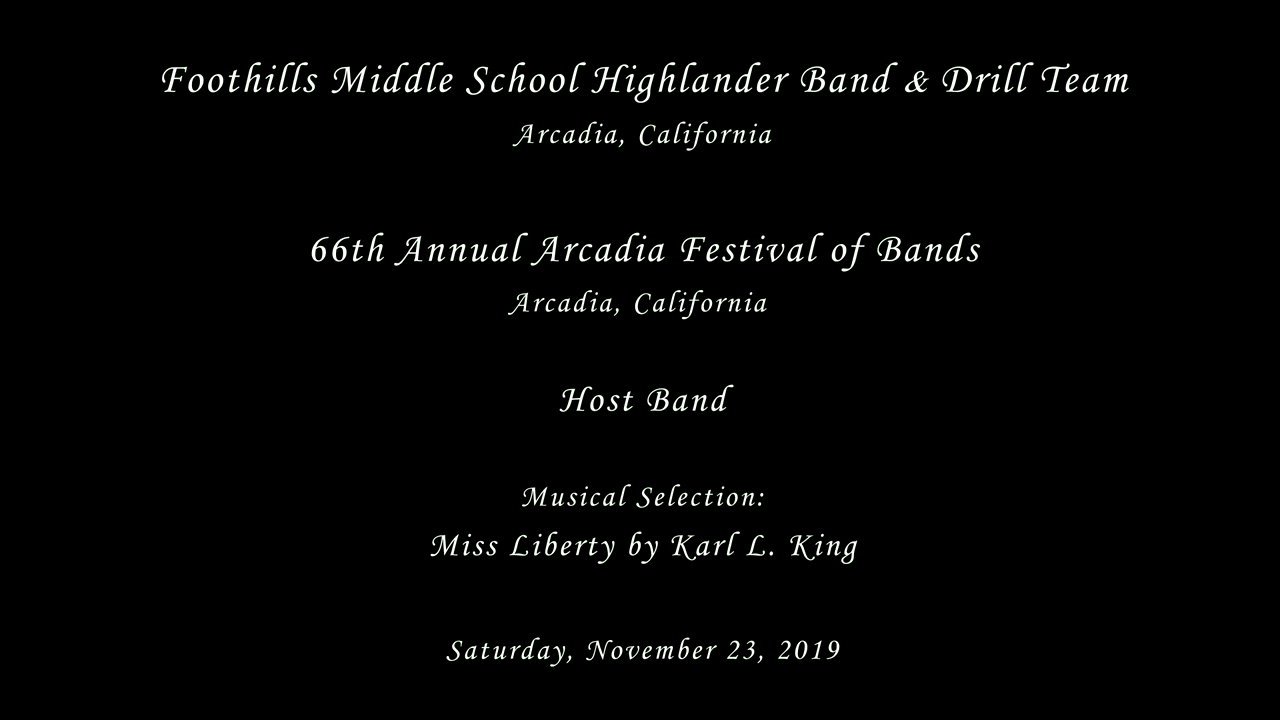 Foothills Middle School Highlander Band & Drill Team
Arcadia, California
66th Annual Arcadia Festival of Bands
Arcadia, California
Host Band
Musical Selection:
Miss Liberty by Karl L. King
Saturday, November 23, 2019